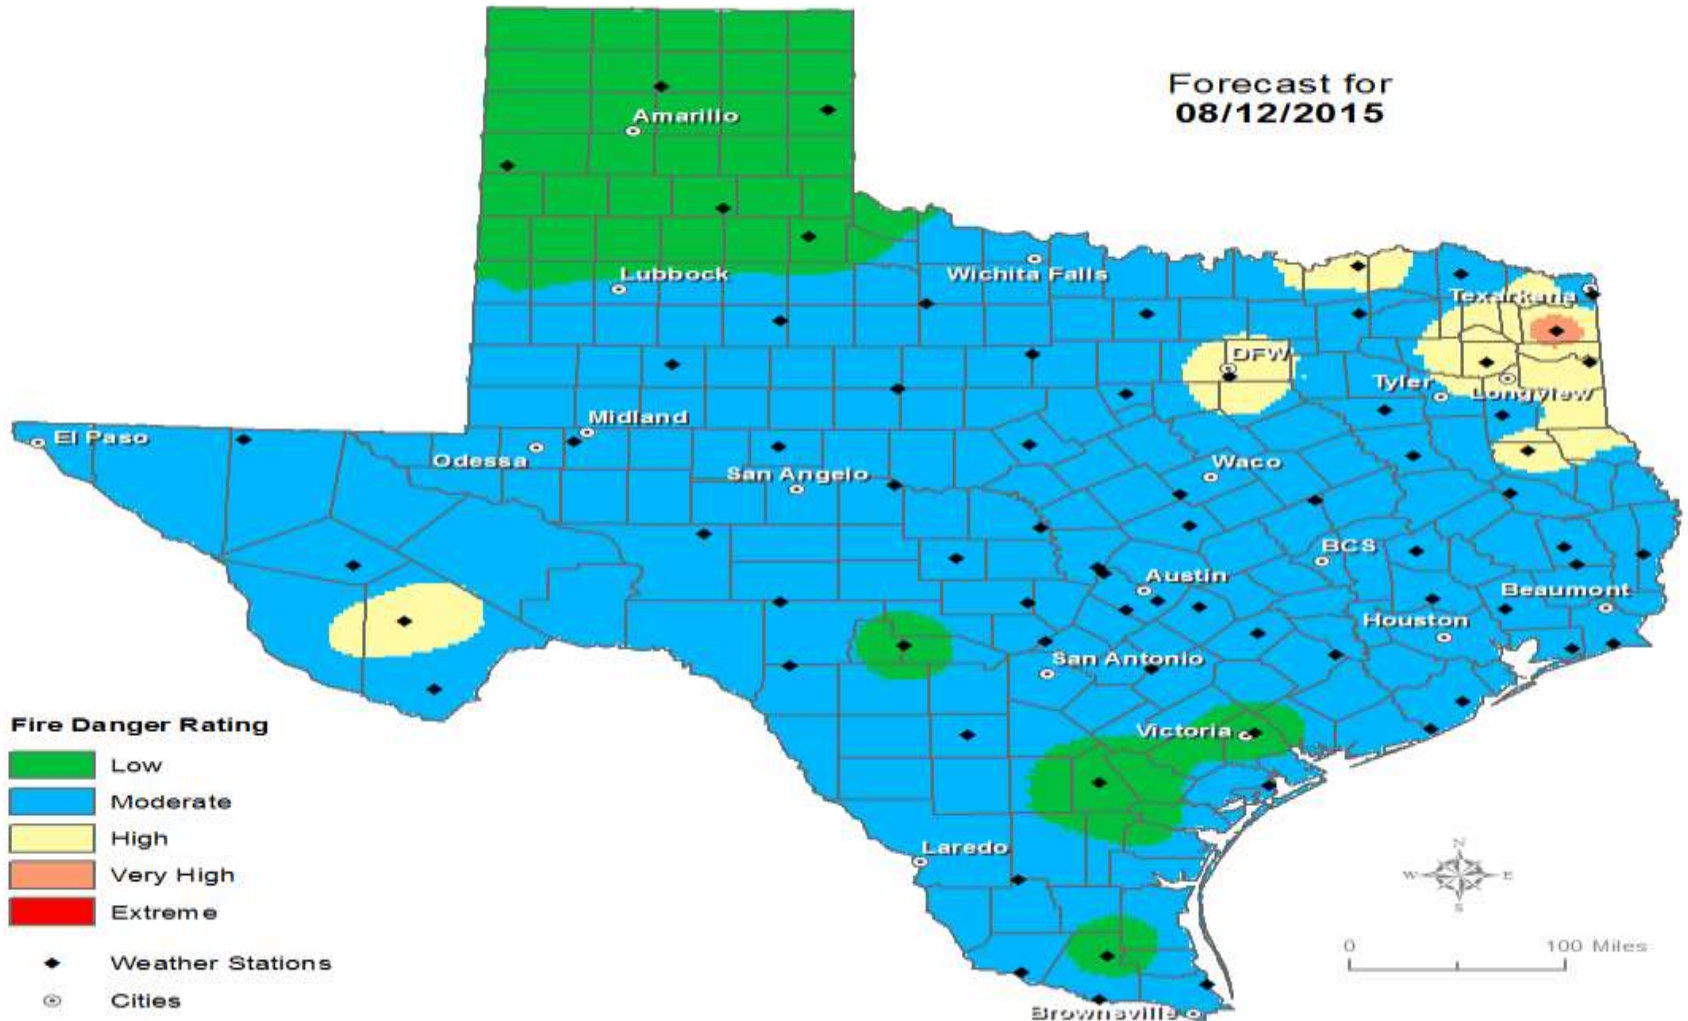 Forecast for
08/12/2015
Amarillo
Lubbock
Wichita Falls
Texarkana
DFW
Tyler
Longview
Midland
El Paso
Odessa
San Angelo
Waco
BCS
Austin
Beaumont
Houston
San Antonio
Victoria
Laredo
Brownsville
Fire Danger Rating
Low
Moderate
High
Very High
Extreme
Weather Stations
Cities
N
W E
S
0 100 Miles